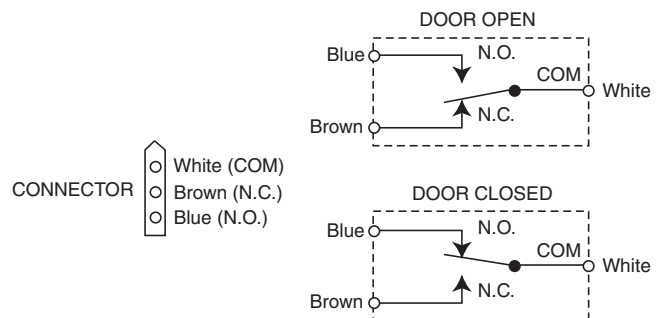 DOOR OPEN
Blue
N.O.
COM
White
N.C.
Brown
CONNECTOR
White (COM)
Brown (N.C.)
Blue (N.O.)
DOOR CLOSED
Blue
N.O.
COM
White
N.C.
Brown